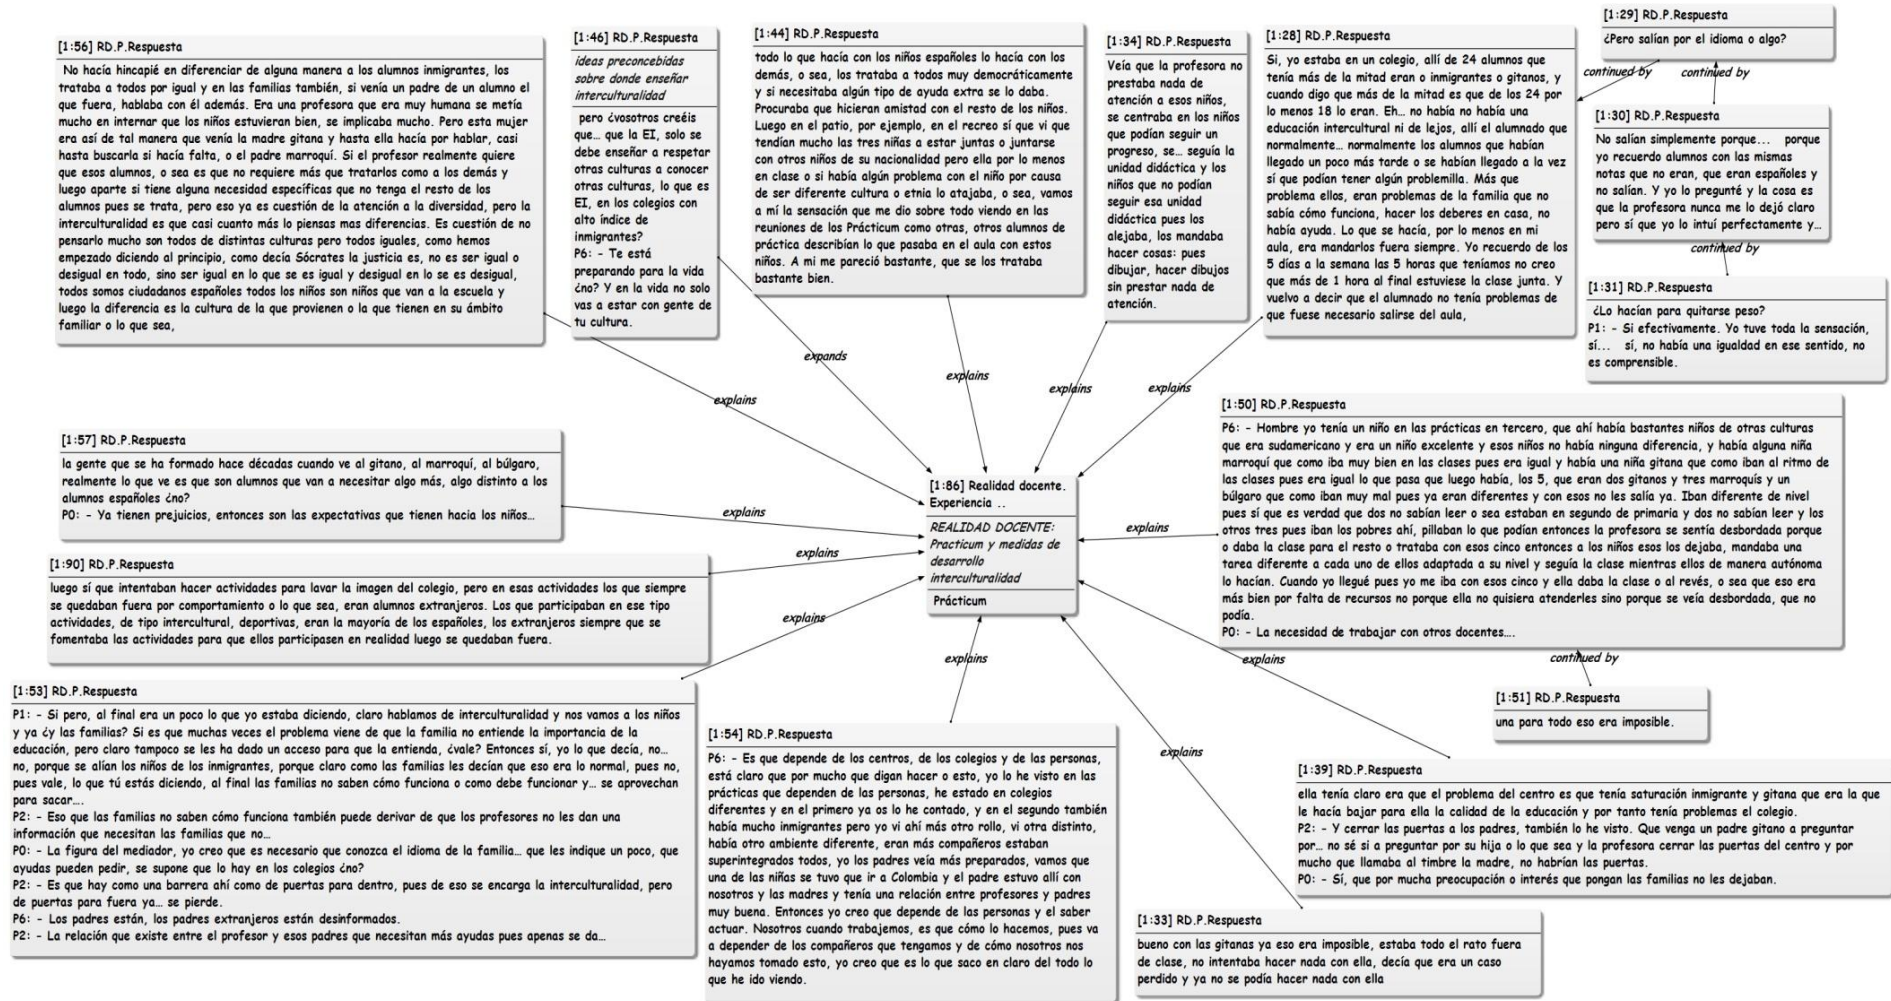 [1:56] RD.P.Respuesta
No hacía hincapié en diferenciar de alguna manera a los alumnos inmigrantes, los
trataba a todos por igual y en las familias también, si venía un padre de un alumno el
que fuera, hablaba con él además. Era una profesora que era muy humana se metía
mucho en internar que los niños estuvieran bien, se implicaba mucho. Pero esta mujer
era así de tal manera que venía la madre gitana y hasta ella hacía por hablar, casi
hasta buscarla si hacía falta, o el padre marroquí. Si el profesor realmente quiere
que esos alumnos, o sea es que no requiere más que tratarlos como a los demás y
luego aparte si tiene alguna necesidad específicas que no tenga el resto de los
alumnos pues se trata, pero eso ya es cuestión de la atención a la diversidad, pero la
interculturalidad es que casi cuanto más lo piensas mas diferencias. Es cuestión de no
pensarlo mucho son todos de distintas culturas pero todos iguales, como hemos
empezado diciendo al principio, como decía Sócrates la justicia es, no es ser igual o
desigual en todo, sino ser igual en lo que se es igual y desigual en lo se es desigual,
todos somos ciudadanos españoles todos los niños son niños que van a la escuela y
luego la diferencia es la cultura de la que provienen o la que tienen en su ámbito
familiar o lo que sea,
[1:46] RD.P.Respuesta
ideas preconcebidas
sobre donde enseñar
interculturalidad
pero ¿vosotros creéis
que... que la EI, solo se
debe enseñar a respetar
otras culturas a conocer
otras culturas, lo que es
EI, en los colegios con
alto índice de
inmigrantes?
P6: - Te está
preparando para la vida
¿no? Y en la vida no solo
vas a estar con gente de
tu cultura.
[1:44] RD.P.Respuesta
todo lo que hacía con los niños españoles lo hacía con los
demás, o sea, los trataba a todos muy democráticamente
y si necesitaba algún tipo de ayuda extra se lo daba.
Procuraba que hicieran amistad con el resto de los niños.
Luego en el patio, por ejemplo, en el recreo sí que vi que
tendían mucho las tres niñas a estar juntas o juntarse
con otros niños de su nacionalidad pero ella por lo menos
en clase o si había algún problema con el niño por causa
de ser diferente cultura o etnia lo atajaba, o sea, vamos
a mí la sensación que me dio sobre todo viendo en las
reuniones de los Prácticum como otras, otros alumnos de
práctica describían lo que pasaba en el aula con estos
niños. A mi me pareció bastante, que se los trataba
bastante bien.
[1:34] RD.P.Respuesta
Veía que la profesora no
prestaba nada de
atención a esos niños,
se centraba en los niños
que podían seguir un
progreso, se... seguía la
unidad didáctica y los
niños que no podían
seguir esa unidad
didáctica pues los
alejaba, los mandaba
hacer cosas: pues
dibujar, hacer dibujos
sin prestar nada de
atención.
[1:28] RD.P.Respuesta
Si, yo estaba en un colegio, allí de 24 alumnos que
tenía más de la mitad eran o inmigrantes o gitanos, y
cuando digo que más de la mitad es que de los 24 por
lo menos 18 lo eran. Eh... no había no había una
educación intercultural ni de lejos, allí el alumnado que
normalmente... normalmente los alumnos que habían
llegado un poco más tarde o se habían llegado a la vez
sí que podían tener algún problemilla. Más que
problema ellos, eran problemas de la familia que no
sabía cómo funciona, hacer los deberes en casa, no
había ayuda. Lo que se hacía, por lo menos en mi
aula, era mandarlos fuera siempre. Yo recuerdo de los
5 días a la semana las 5 horas que teníamos no creo
que más de 1 hora al final estuviese la clase junta. Y
vuelvo a decir que el alumnado no tenía problemas de
que fuese necesario salirse del aula,
[1:29] RD.P.Respuesta
¿Pero salían por el idioma o algo?
continued by
continued by
[1:30] RD.P.Respuesta
No salían simplemente porque... porque
yo recuerdo alumnos con las mismas
notas que no eran, que eran españoles y
no salían. Y yo lo pregunté y la cosa es
que la profesora nunca me lo dejó claro
pero sí que yo lo intuí perfectamente y...
continued by
[1:31] RD.P.Respuesta
¿Lo hacían para quitarse peso?
P1: - Si efectivamente. Yo tuve toda la sensación,
sí... sí, no había una igualdad en ese sentido, no
es comprensible.
explains
expands
explains
explains
explains
[1:57] RD.P.Respuesta
la gente que se ha formado hace décadas cuando ve al gitano, al marroquí, al búlgaro,
realmente lo que ve es que son alumnos que van a necesitar algo más, algo distinto a los
alumnos españoles ¿no?
P0: - Ya tienen prejuicios, entonces son las expectativas que tienen hacia los niños...
explains
[1:86] Realidad docente.
Experiencia ..
REALIDAD DOCENTE:
Practicum y medidas de
desarrollo
interculturalidad
Prácticum
explains
[1:50] RD.P.Respuesta
P6: - Hombre yo tenía un niño en las prácticas en tercero, que ahí había bastantes niños de otras culturas
que era sudamericano y era un niño excelente y esos niños no había ninguna diferencia, y había alguna niña
marroquí que como iba muy bien en las clases pues era igual y había una niña gitana que como iban al ritmo de
las clases pues era igual lo que pasa que luego había, los 5, que eran dos gitanos y tres marroquís y un
búlgaro que como iban muy mal pues ya eran diferentes y con esos no les salía ya. Iban diferente de nivel
pues sí que es verdad que dos no sabían leer o sea estaban en segundo de primaria y dos no sabían leer y los
otros tres pues iban los pobres ahí, pillaban lo que podían entonces la profesora se sentía desbordada porque
o daba la clase para el resto o trataba con esos cinco entonces a los niños esos los dejaba, mandaba una
tarea diferente a cada uno de ellos adaptada a su nivel y seguía la clase mientras ellos de manera autónoma
lo hacían. Cuando yo llegué pues yo me iba con esos cinco y ella daba la clase o al revés, o sea que eso era
más bien por falta de recursos no porque ella no quisiera atenderles sino porque se veía desbordada, que no
podía.
P0: - La necesidad de trabajar con otros docentes....
continued by
[1:51] RD.P.Respuesta
una para todo eso era imposible.
[1:90] RD.P.Respuesta
luego sí que intentaban hacer actividades para lavar la imagen del colegio, pero en esas actividades los que siempre
se quedaban fuera por comportamiento o lo que sea, eran alumnos extranjeros. Los que participaban en ese tipo
actividades, de tipo intercultural, deportivas, eran la mayoría de los españoles, los extranjeros siempre que se
fomentaba las actividades para que ellos participasen en realidad luego se quedaban fuera.
explains
explains
explains
explains
explains
[1:53] RD.P.Respuesta
P1: - Si pero, al final era un poco lo que yo estaba diciendo, claro hablamos de interculturalidad y nos vamos a los niños
y ya ¿y las familias? Si es que muchas veces el problema viene de que la familia no entiende la importancia de la
educación, pero claro tampoco se les ha dado un acceso para que la entienda, ¿vale? Entonces sí, yo lo que decía, no...
no, porque se alían los niños de los inmigrantes, porque claro como las familias les decían que eso era lo normal, pues no,
pues vale, lo que tú estás diciendo, al final las familias no saben cómo funciona o como debe funcionar y... se aprovechan
para sacar....
P2: - Eso que las familias no saben cómo funciona también puede derivar de que los profesores no les dan una
información que necesitan las familias que no...
P0: - La figura del mediador, yo creo que es necesario que conozca el idioma de la familia... que les indique un poco, que
ayudas pueden pedir, se supone que lo hay en los colegios ¿no?
P2: - Es que hay como una barrera ahí como de puertas para dentro, pues de eso se encarga la interculturalidad, pero
de puertas para fuera ya... se pierde.
P6: - Los padres están, los padres extranjeros están desinformados.
P2: - La relación que existe entre el profesor y esos padres que necesitan más ayudas pues apenas se da...
[1:54] RD.P.Respuesta
P6: - Es que depende de los centros, de los colegios y de las personas,
está claro que por mucho que digan hacer o esto, yo lo he visto en las
prácticas que dependen de las personas, he estado en colegios
diferentes y en el primero ya os lo he contado, y en el segundo también
había mucho inmigrantes pero yo vi ahí más otro rollo, vi otra distinto,
había otro ambiente diferente, eran más compañeros estaban
superintegrados todos, yo los padres veía más preparados, vamos que
una de las niñas se tuvo que ir a Colombia y el padre estuvo allí con
nosotros y las madres y tenía una relación entre profesores y padres
muy buena. Entonces yo creo que depende de las personas y el saber
actuar. Nosotros cuando trabajemos, es que cómo lo hacemos, pues va
a depender de los compañeros que tengamos y de cómo nosotros nos
hayamos tomado esto, yo creo que es lo que saco en claro del todo lo
que he ido viendo.
[1:39] RD.P.Respuesta
ella tenía claro era que el problema del centro es que tenía saturación inmigrante y gitana que era la que
le hacía bajar para ella la calidad de la educación y por tanto tenía problemas el colegio.
P2: - Y cerrar las puertas a los padres, también lo he visto. Que venga un padre gitano a preguntar
por... no sé si a preguntar por su hija o lo que sea y la profesora cerrar las puertas del centro y por
mucho que llamaba al timbre la madre, no habrían las puertas.
P0: - Sí, que por mucha preocupación o interés que pongan las familias no les dejaban.
[1:33] RD.P.Respuesta
bueno con las gitanas ya eso era imposible, estaba todo el rato fuera
de clase, no intentaba hacer nada con ella, decía que era un caso
perdido y ya no se podía hacer nada con ella